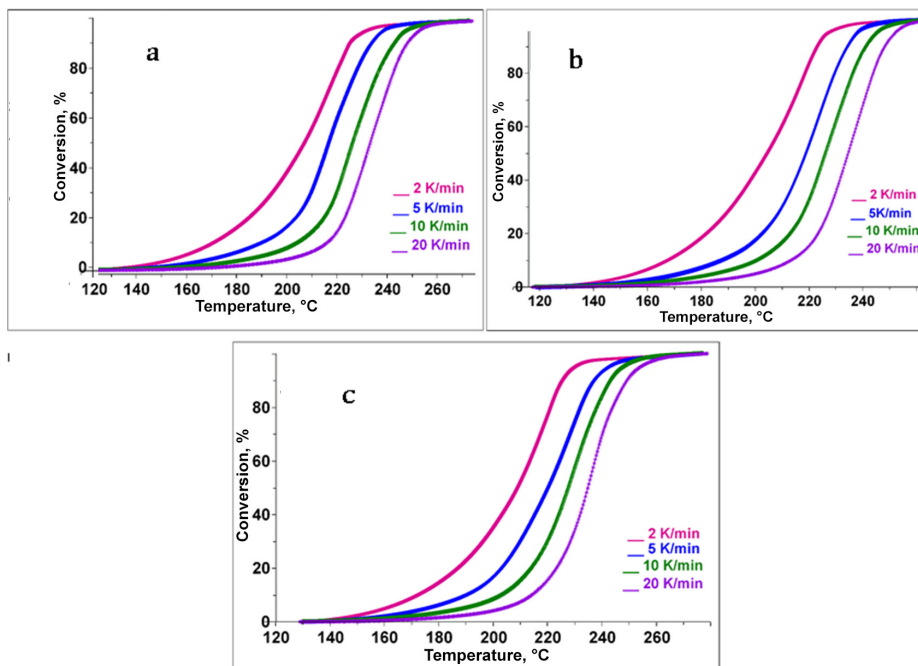 a
Conversion, %
80
60
40
20
0
2 K/min
5 K/min
10 K/min
20 K/min
120 140 160 180 200 220 240 260
Temperature, °C
b
Conversion, %
80
60
40
20
0
2 K/min
5K/min
10 K/min
20 K/min
120 140 160 180 200 220 240
Temperature, °C
c
Conversion, %
80
60
40
20
0
2 K/min
5 K/min
10 K/min
20 K/min
120 140 160 180 200 220 240 260
Temperature, °C